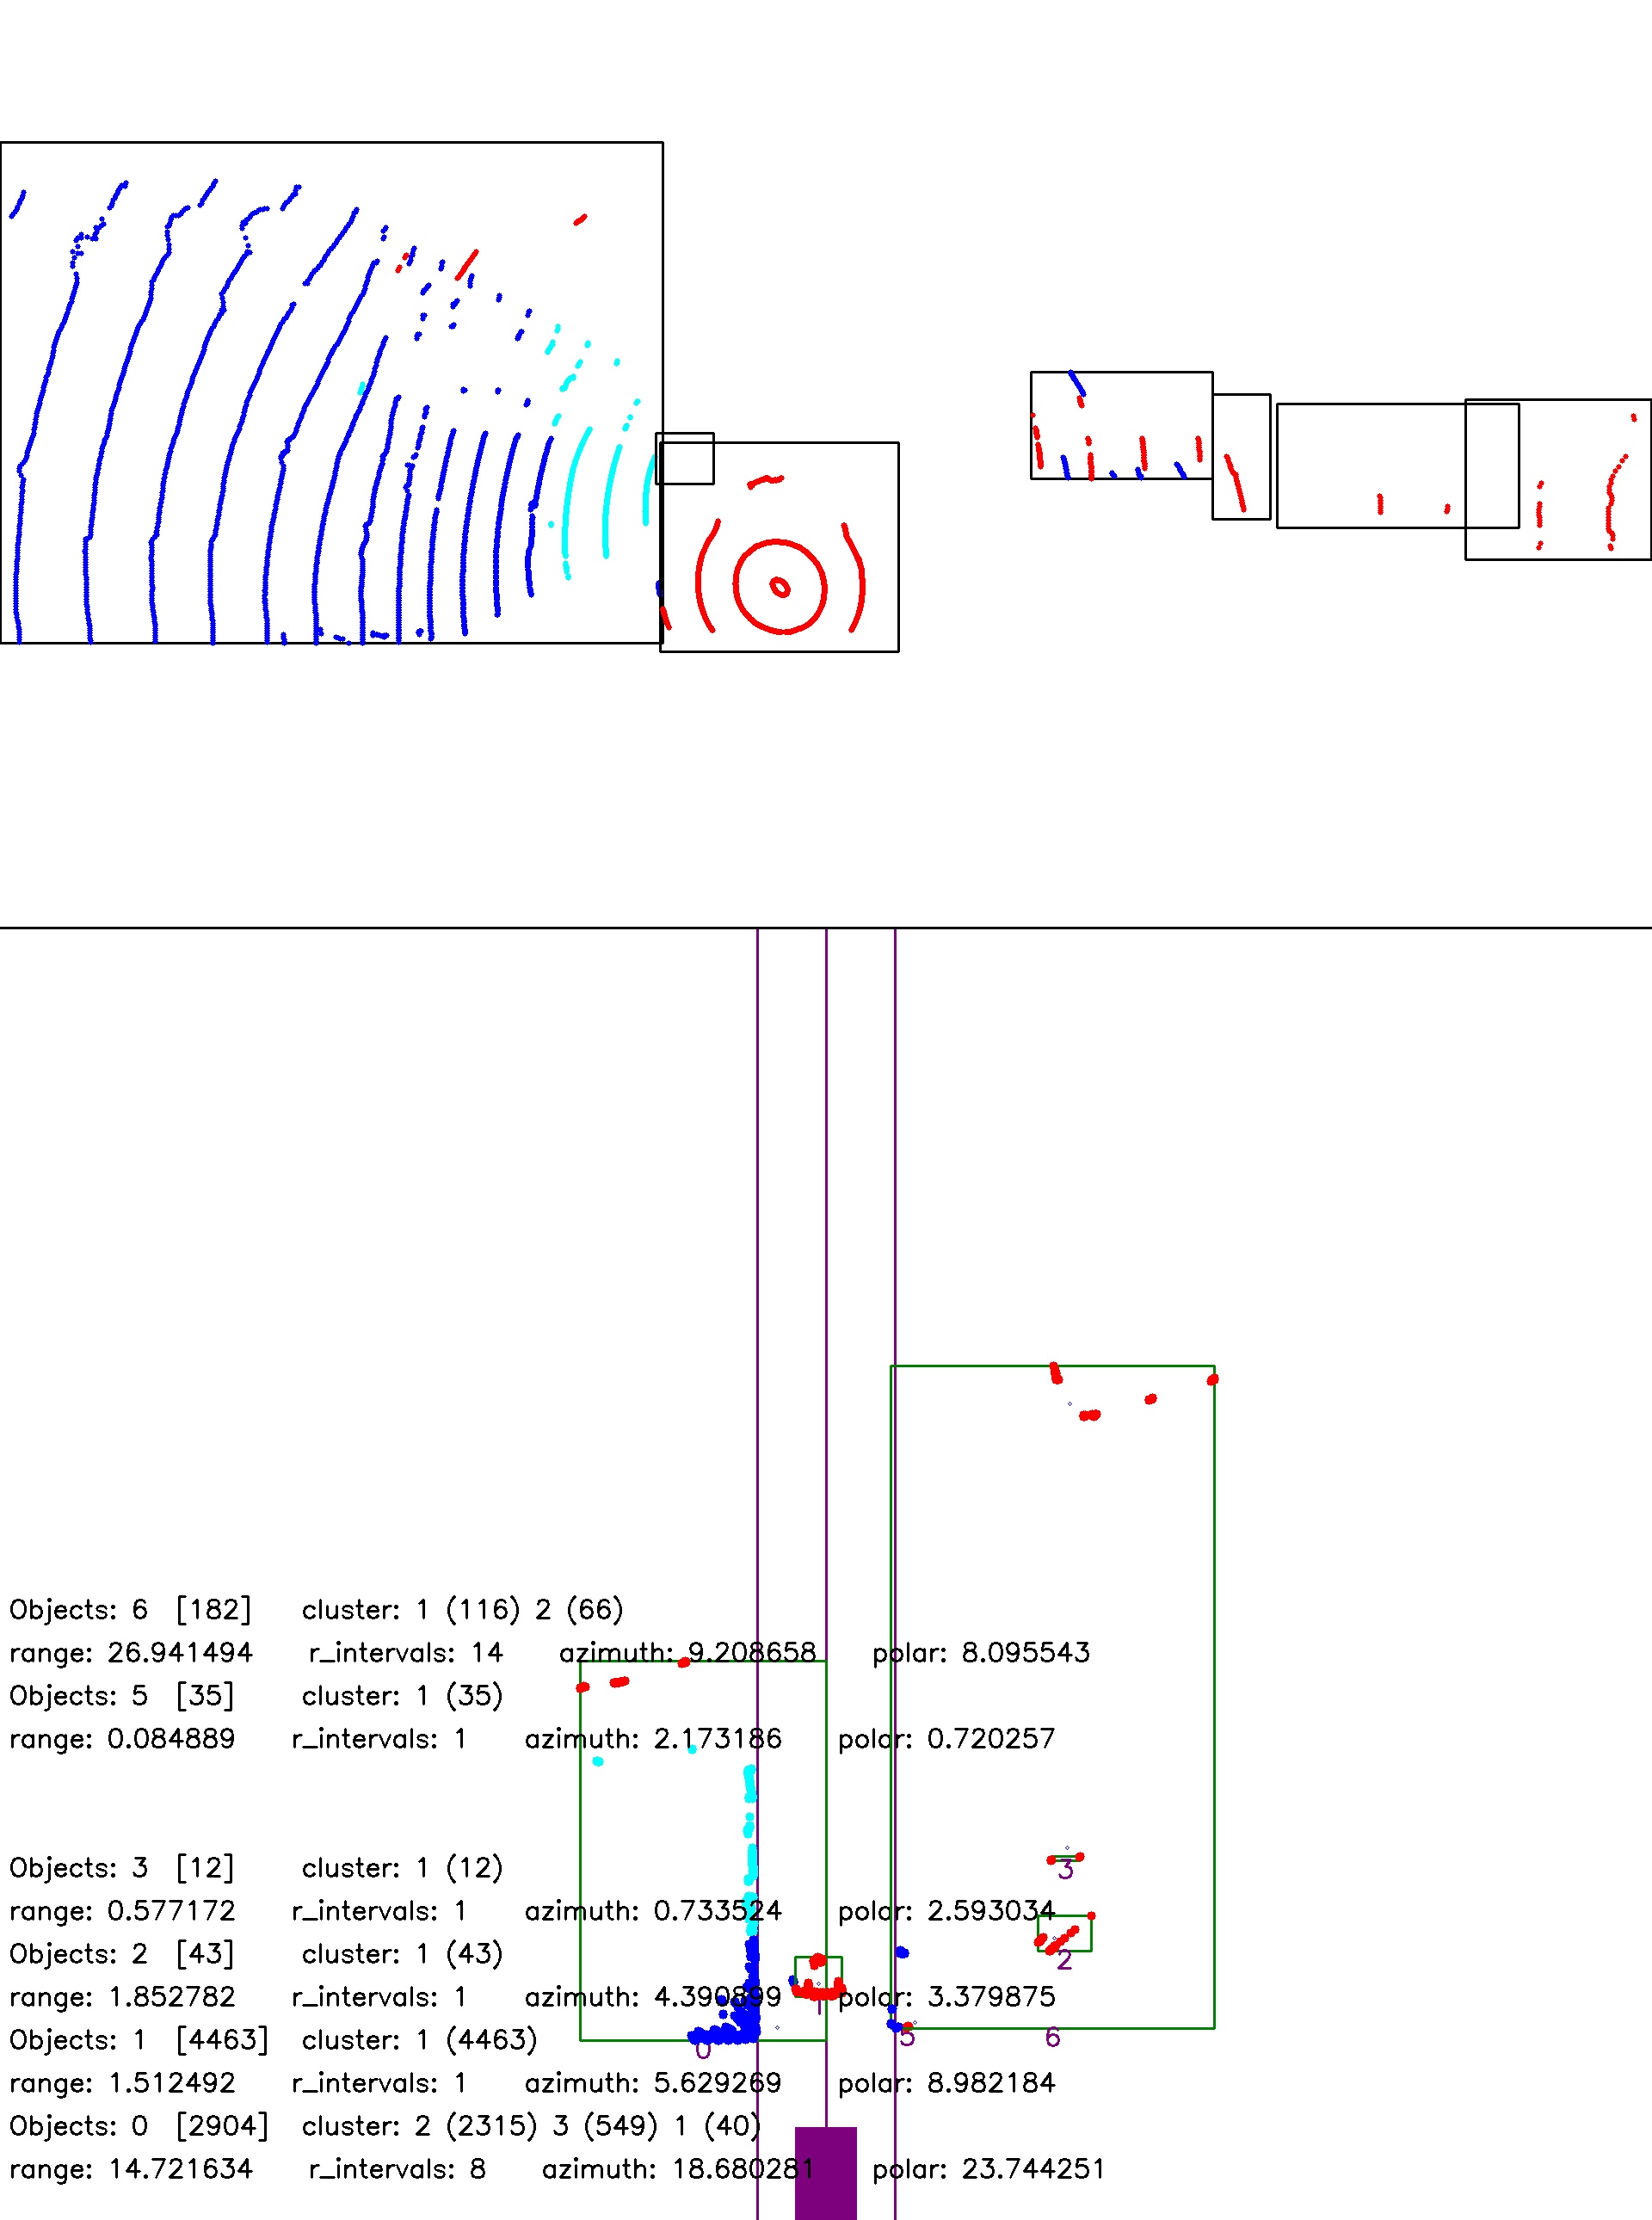 Objects: 6 [182] cluster: 1 (116) 2 (66)
range: 26.941494 r_intervals: 14 azimuth: 9.208658 polar: 8.095543
Objects: 5 [35] cluster: 1 (35)
range: 0.084889 r_intervals: 1 azimuth: 2.173186 polar: 0.720257
Objects: 3 [12] cluster: 1 (12)
3
range: 0.577172 r_intervals: 1 azimuth: 0.733524 polar: 2.593034
Objects: 2 [43] cluster: 1 (43)
2
range: 1.852782 r_intervals: 1 azimuth: 4.390899 polar: 3.379875
1
Objects: 1 [4463] cluster: 1 (4463)
0 5 6
range: 1.512492 r_intervals: 1 azimuth: 5.629269 polar: 8.982184
Objects: 0 [2904] cluster: 2 (2315) 3 (549) 1 (40)
range: 14.721634 r_intervals: 8 azimuth: 18.680281 polar: 23.744251